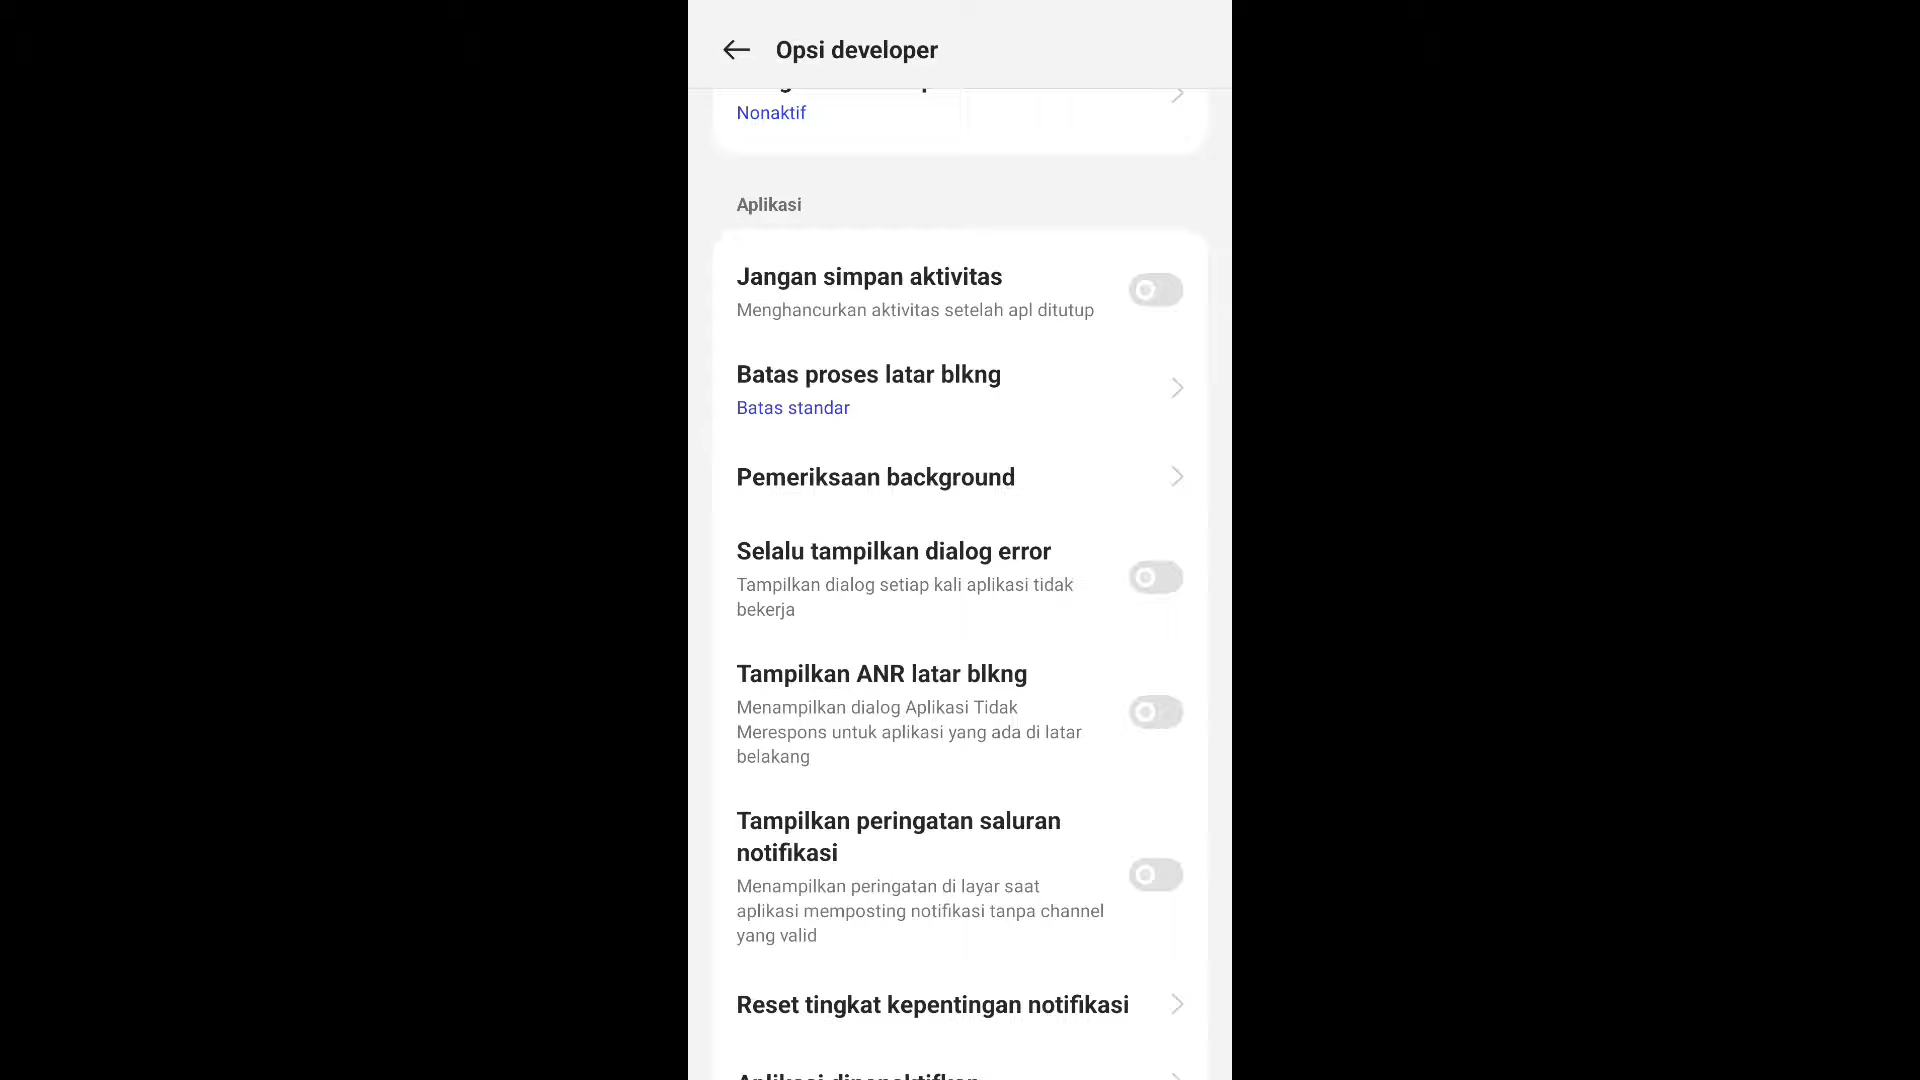 Opsi developer
Nonaktif
Aplikasi
Jangan simpan aktivitas
Menghancurkan aktivitas setelah apl ditutup
Batas proses latar blkng
Batas standar
Pemeriksaan background
Selalu tampilkan dialog error
Tampilkan dialog setiap kali aplikasi tidak
bekerja
Tampilkan ANR latar blkng
Menampilkan dialog Aplikasi Tidak
Merespons untuk aplikasi yang ada di latar
belakang
Tampilkan peringatan saluran
notifikasi
Menampilkan peringatan di layar saat
aplikasi memposting notifikasi tanpa channel
yang valid
Reset tingkat kepentingan notifikasi